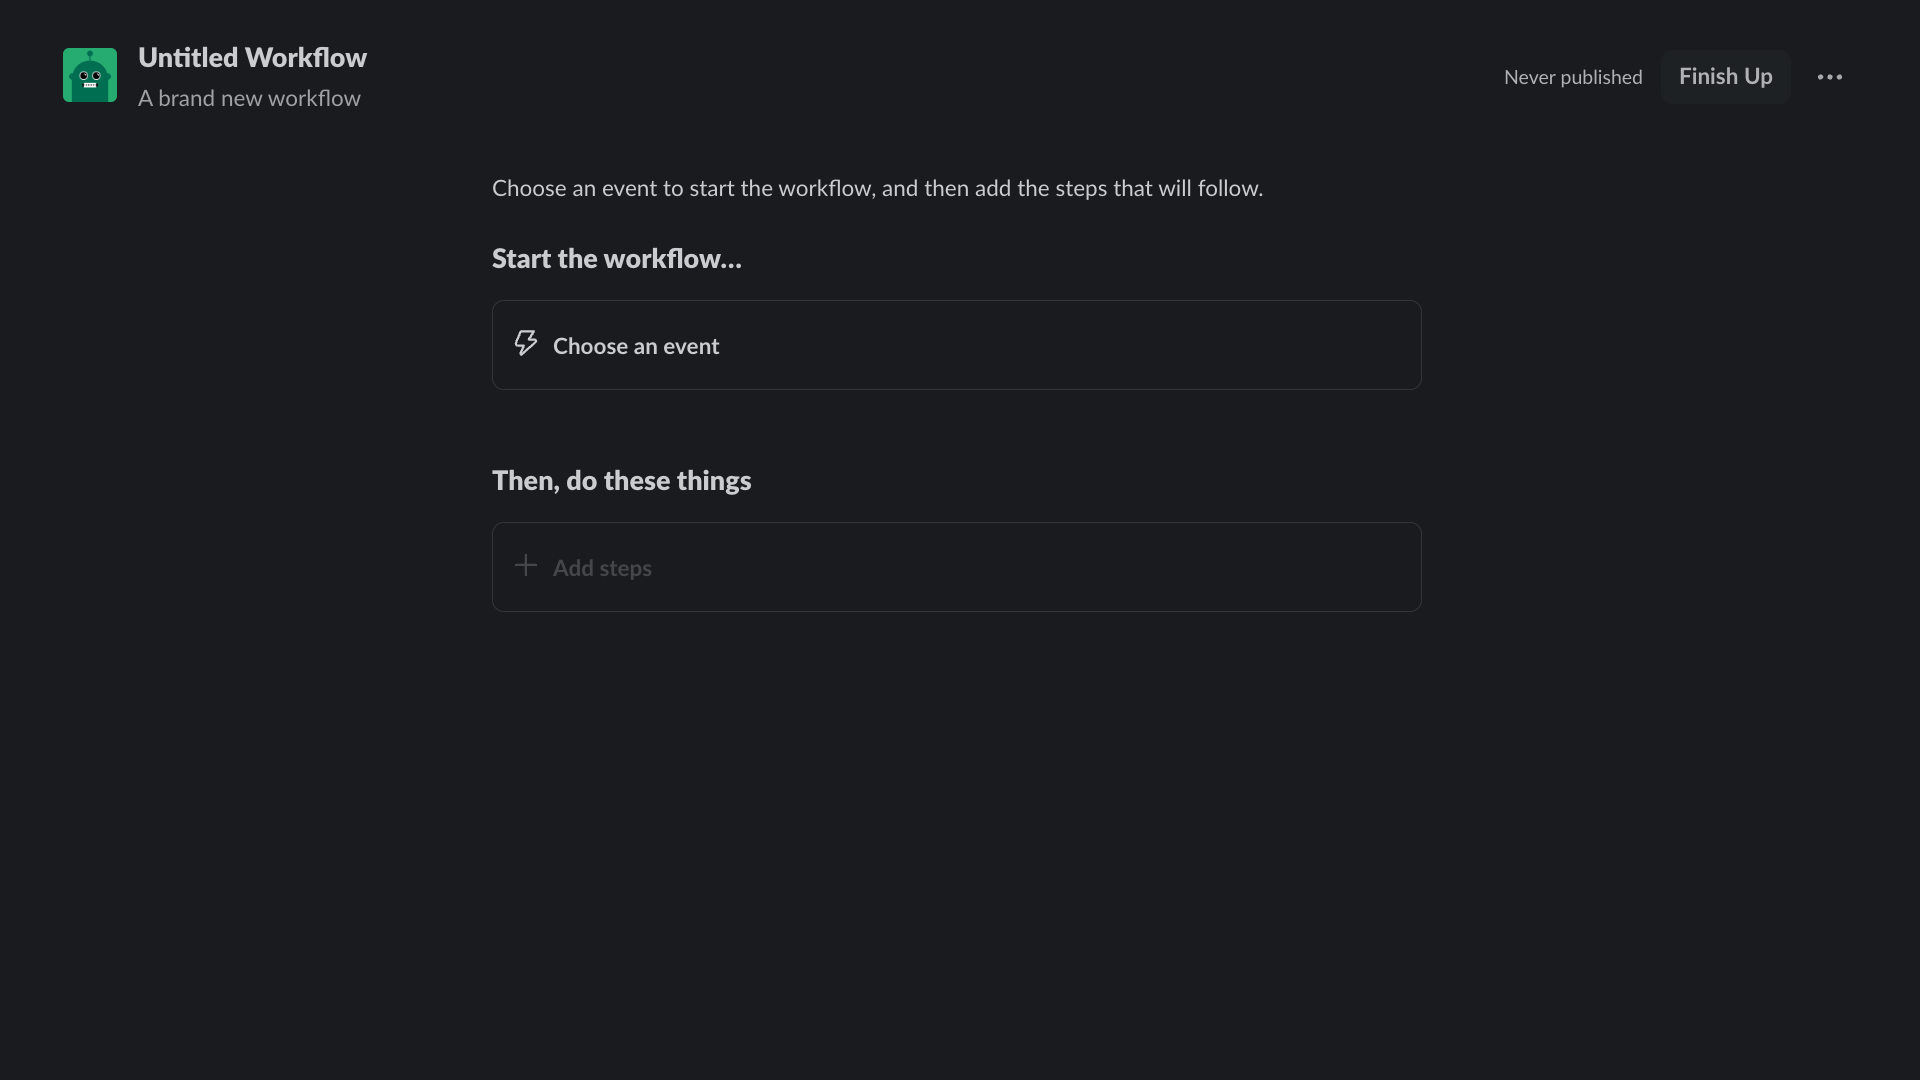 Untitled Workflow
A brand new workflow
Never published
Finish Up
Choose an event to start the workflow, and then add the steps that will follow.
Start the workflow...
Choose an event
Then, do these things
Add steps